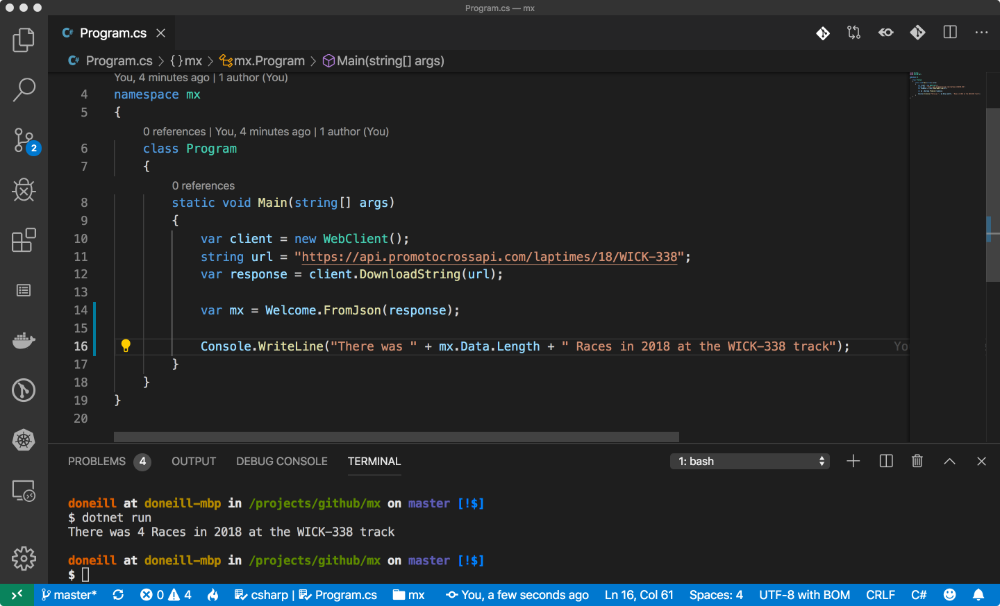 Program.cs — mx
C# Program.cs
C# Program.cs > {} mx > mx.Program > Main(string[] args)
You, 4 minutes ago | 1 author (You)
4 namespace mx
5 {
0 references | You, 4 minutes ago | 1 author (You)
6 class Program
7 {
0 references
8 static void Main(string[] args)
9 {
10 var client = new WebClient();
11 string url = "https://api.promotocrossapi.com/laptimes/18/WICK-338";
12 var response = client.DownloadString(url);
13
14 var mx = Welcome.FromJson(response);
15
16 Console.WriteLine("There was " + mx.Data.Length + " Races in 2018 at the WICK-338 track"); Yo
17 }
18 }
19 }
20
2
PROBLEMS 4 OUTPUT DEBUG CONSOLE TERMINAL 1: bash
doneill at doneill-mbp in /projects/github/mx on master [!$]
$ dotnet run
There was 4 Races in 2018 at the WICK-338 track
doneill at doneill-mbp in /projects/github/mx on master [!$]
$
master* 0 4 csharp | Program.cs mx You, a few seconds ago Ln 16, Col 61 Spaces: 4 UTF-8 with BOM CRLF C#